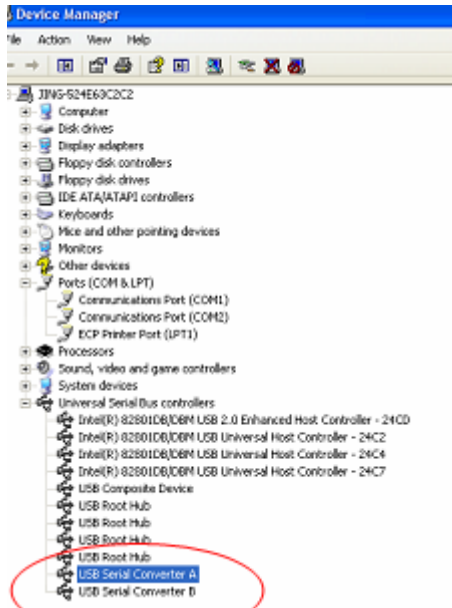 Device Manager
File Action View Help
JING-524E63C2C2
Computer
Disk drives
Display adapters
Floppy disk controllers
Floppy disk drives
IDE ATA/ATAPI controllers
Keyboards
Mice and other pointing devices
Monitors
Other devices
Ports (COM & LPT)
Communications Port (COM1)
Communications Port (COM2)
ECP Printer Port (LPT1)
Processors
Sound, video and game controllers
System devices
Universal Serial Bus controllers
Intel(R) 82801DB/DBM USB 2.0 Enhanced Host Controller - 24CD
Intel(R) 82801DB/DBM USB Universal Host Controller - 24C2
Intel(R) 82801DB/DBM USB Universal Host Controller - 24C4
Intel(R) 82801DB/DBM USB Universal Host Controller - 24C7
USB Composite Device
USB Root Hub
USB Root Hub
USB Root Hub
USB Root Hub
USB Serial Converter A
USB Serial Converter B